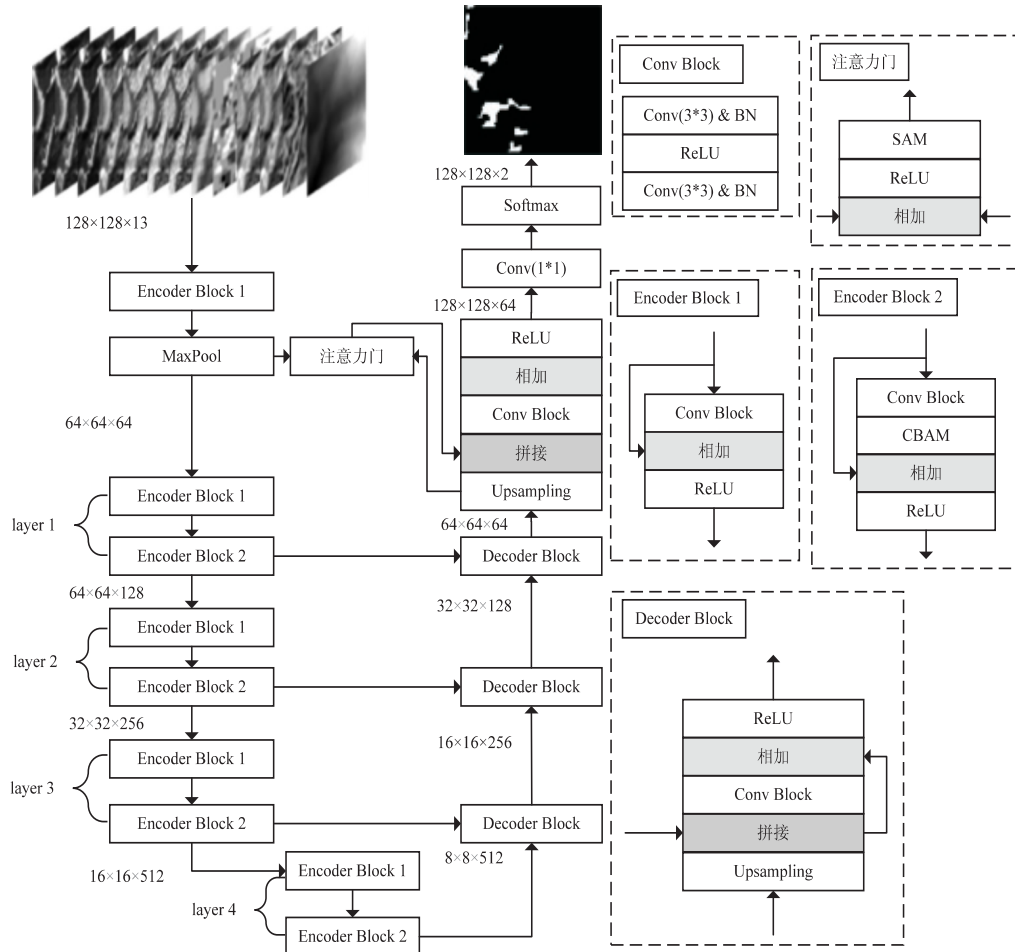 128×128×13
Encoder Block 1
MaxPool
注意力门
64×64×64
layer 1
Encoder Block 1
Encoder Block 2
64×64×128
layer 2
Encoder Block 1
Encoder Block 2
32×32×256
layer 3
Encoder Block 1
Encoder Block 2
16×16×512
layer 4
Encoder Block 1
Encoder Block 2
128×128×2
Softmax
Conv(1*1)
128×128×64
ReLU
相加
Conv Block
拼接
Upsampling
64×64×64
Decoder Block
32×32×128
Decoder Block
16×16×256
Decoder Block
8×8×512
Conv Block
Conv(3*3) & BN
ReLU
Conv(3*3) & BN
注意力门
SAM
ReLU
相加
Encoder Block 1
Conv Block
相加
ReLU
Encoder Block 2
Conv Block
CBAM
相加
ReLU
Decoder Block
ReLU
相加
Conv Block
拼接
Upsampling